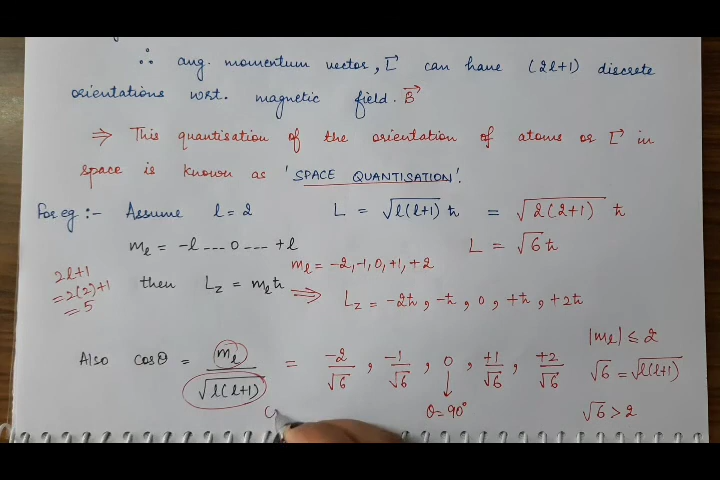 ∴ ang. momentum vector, L⃗ can have (2l+1) discrete
orientations w.r.t. magnetic field. B⃗
⇒ This quantisation of the orientation of atoms or L⃗ in
space is known as 'SPACE QUANTISATION'.
For eg :- Assume l = 2 L = √l(l+1) ħ = √2(2+1) ħ
mₗ = -l --- 0 --- +l L = √6 ħ
2l+1
= 2(2)+1
= 5
mₗ = -2, -1, 0, +1, +2
then L_z = mₗħ ⇒ L_z = -2ħ, -ħ, 0, +ħ, +2ħ
Also cosθ = mₗ/√l(l+1) = -2/√6, -1/√6, 0, +1/√6, +2/√6
θ = 90°
|mₗ| ≤ 2
√6 = √l(l+1)
√6 > 2